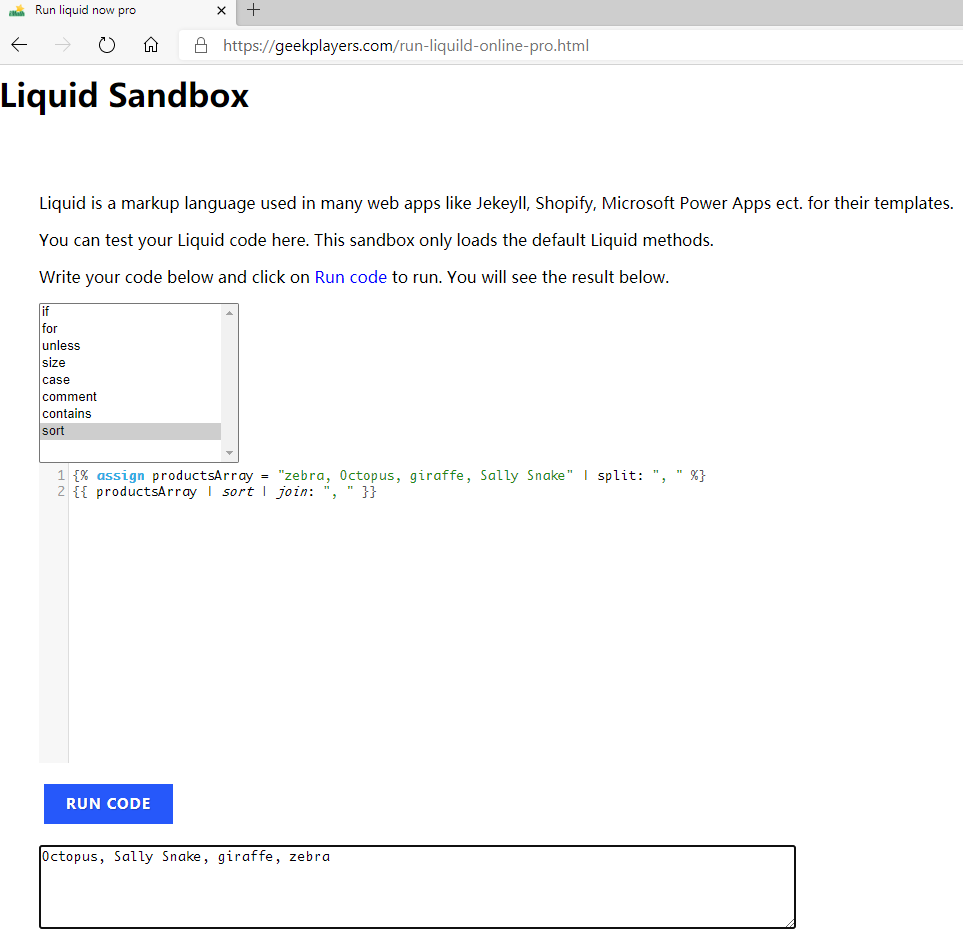 Run liquid now pro
https://geekplayers.com/run-liquild-online-pro.html
Liquid Sandbox
Liquid is a markup language used in many web apps like Jekeyll, Shopify, Microsoft Power Apps ect. for their templates.
You can test your Liquid code here. This sandbox only loads the default Liquid methods.
Write your code below and click on Run code to run. You will see the result below.
if
for
unless
size
case
comment
contains
sort
1 {% assign productsArray = "zebra, Octopus, giraffe, Sally Snake" | split: ", " %}
2 {{ productsArray | sort | join: ", " }}
RUN CODE
Octopus, Sally Snake, giraffe, zebra